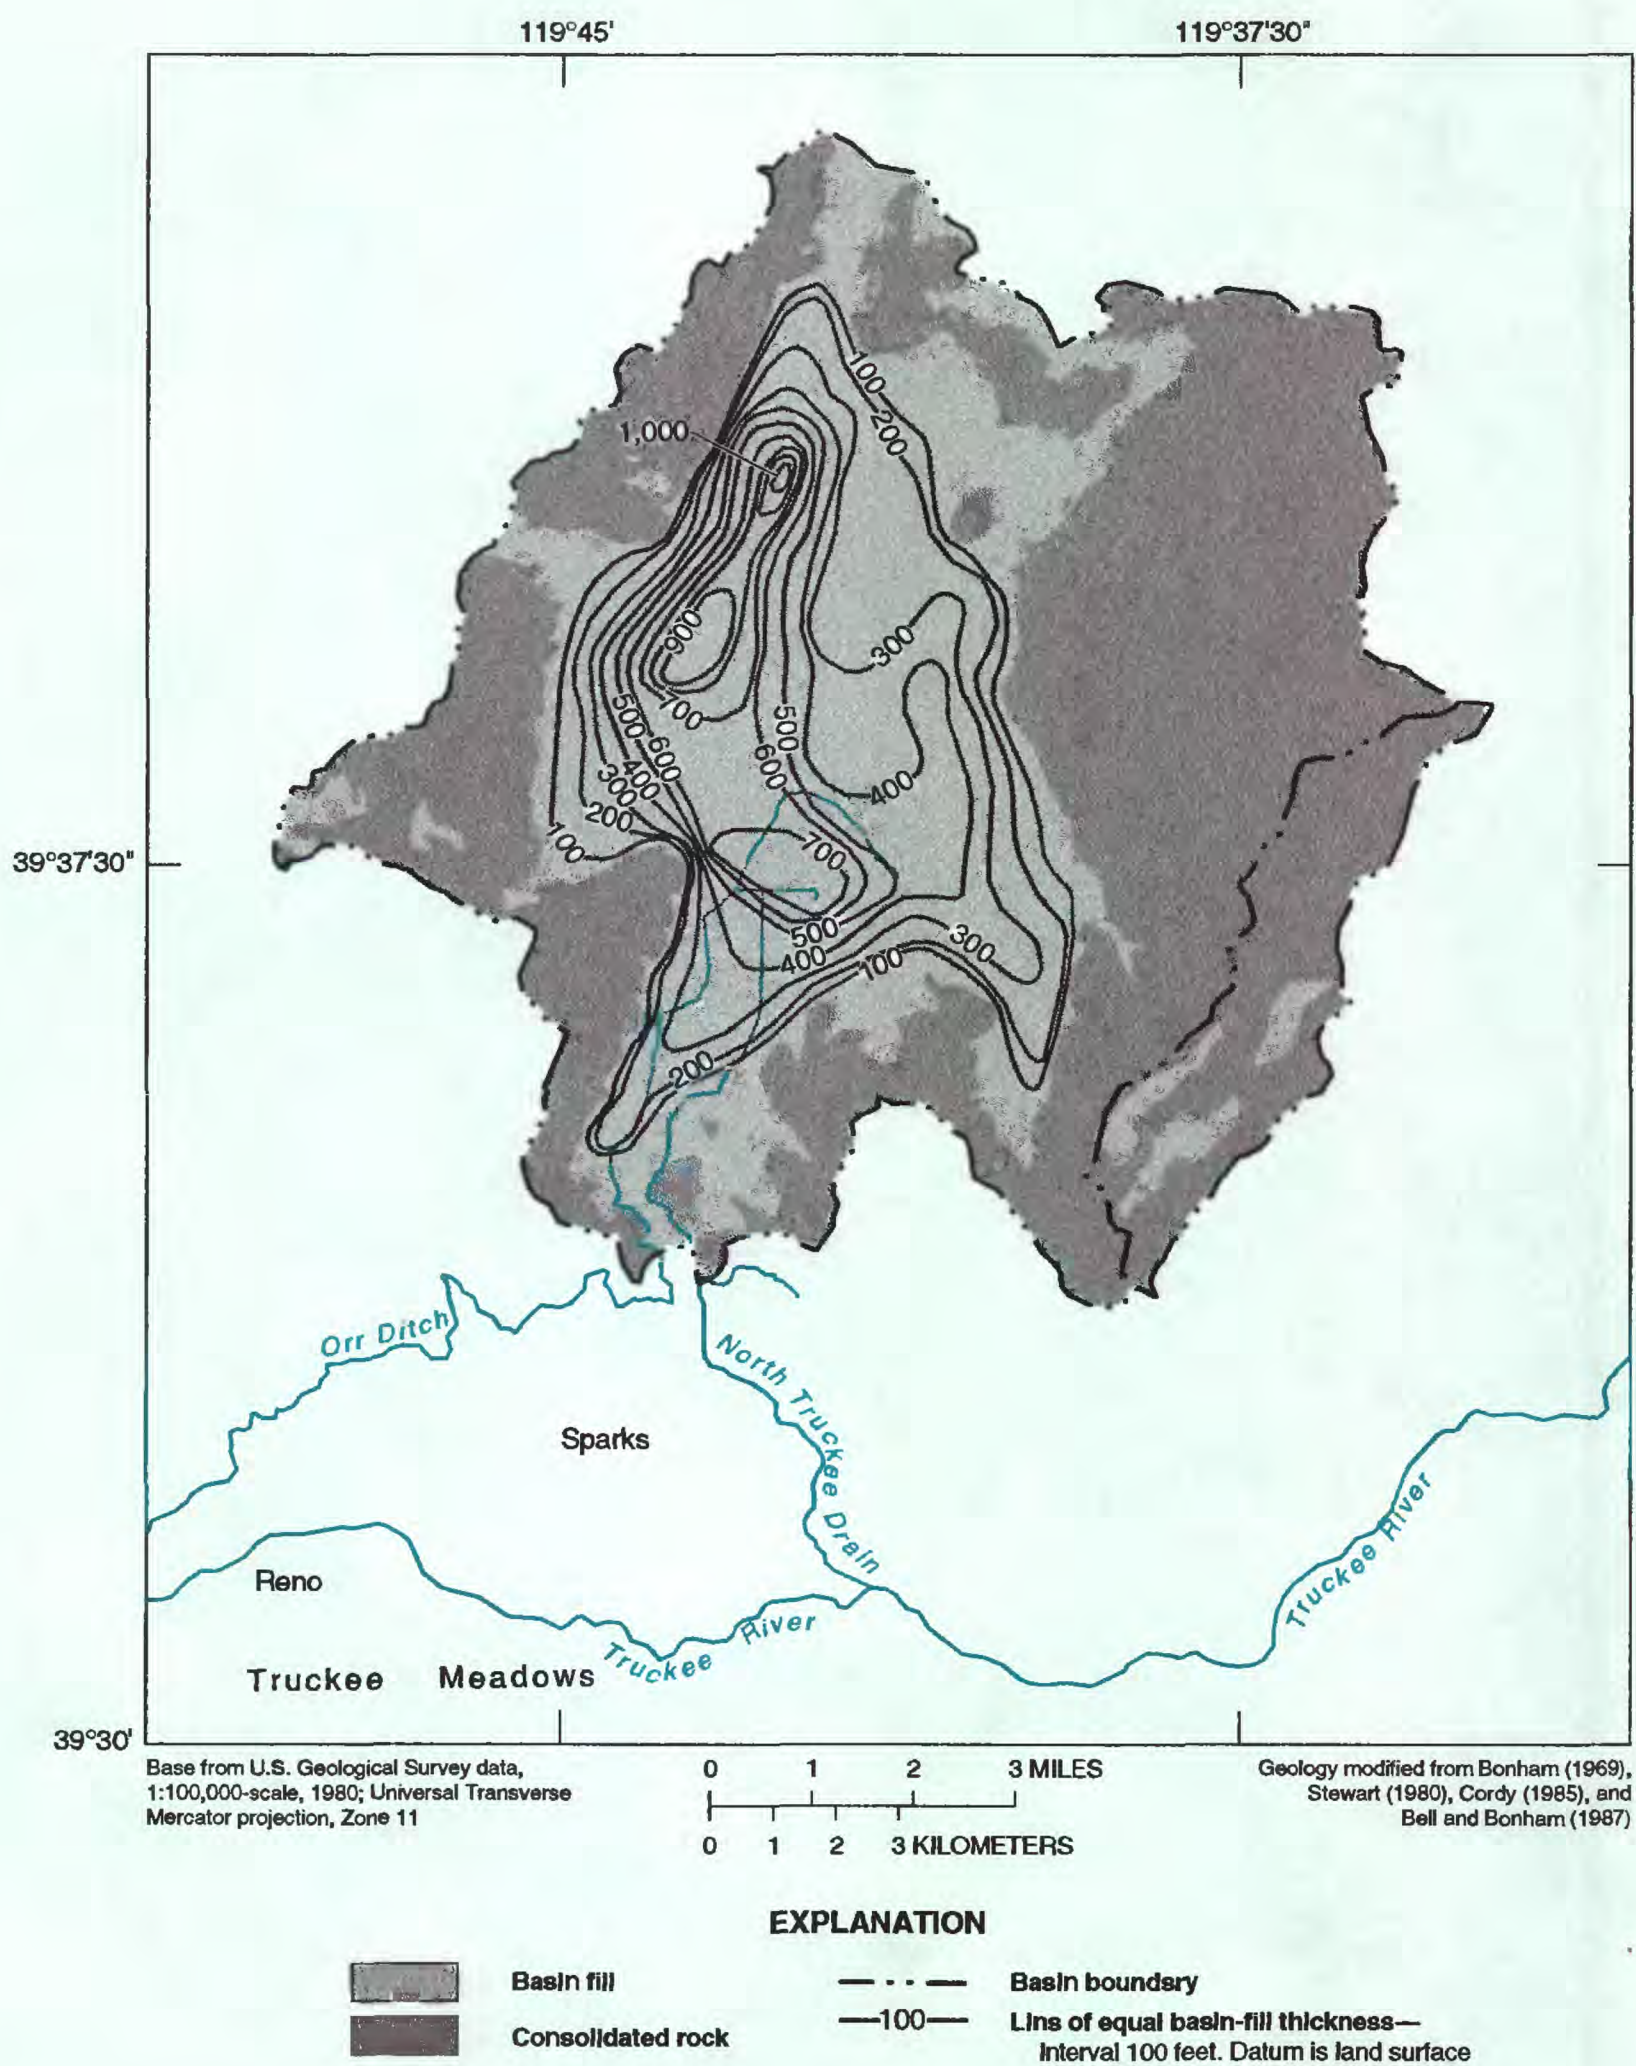 119°45'
119°37'30"
100
200
1,000
900
300
700
500
500
600
600
400
400
300
200
100
39°37'30"
700
500
300
400
100
200
Orr Ditch
North Truckee Drain
Sparks
Truckee River
Reno
Truckee River
Truckee Meadows
39°30'
Base from U.S. Geological Survey data,
1:100,000-scale, 1980; Universal Transverse
Mercator projection, Zone 11
0 1 2 3 MILES
0 1 2 3 KILOMETERS
Geology modified from Bonham (1969),
Stewart (1980), Cordy (1985), and
Bell and Bonham (1987)
EXPLANATION
Basin fill
Consolidated rock
Basin boundsry
100
Lins of equal basin-fill thickness—
Interval 100 feet. Datum is land surface